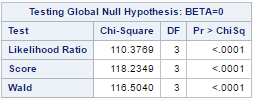 Testing Global Null Hypothesis: BETA=0
Test Chi-Square DF Pr > ChiSq
Likelihood Ratio 110.3769 3 <.0001
Score 118.2349 3 <.0001
Wald 116.5040 3 <.0001